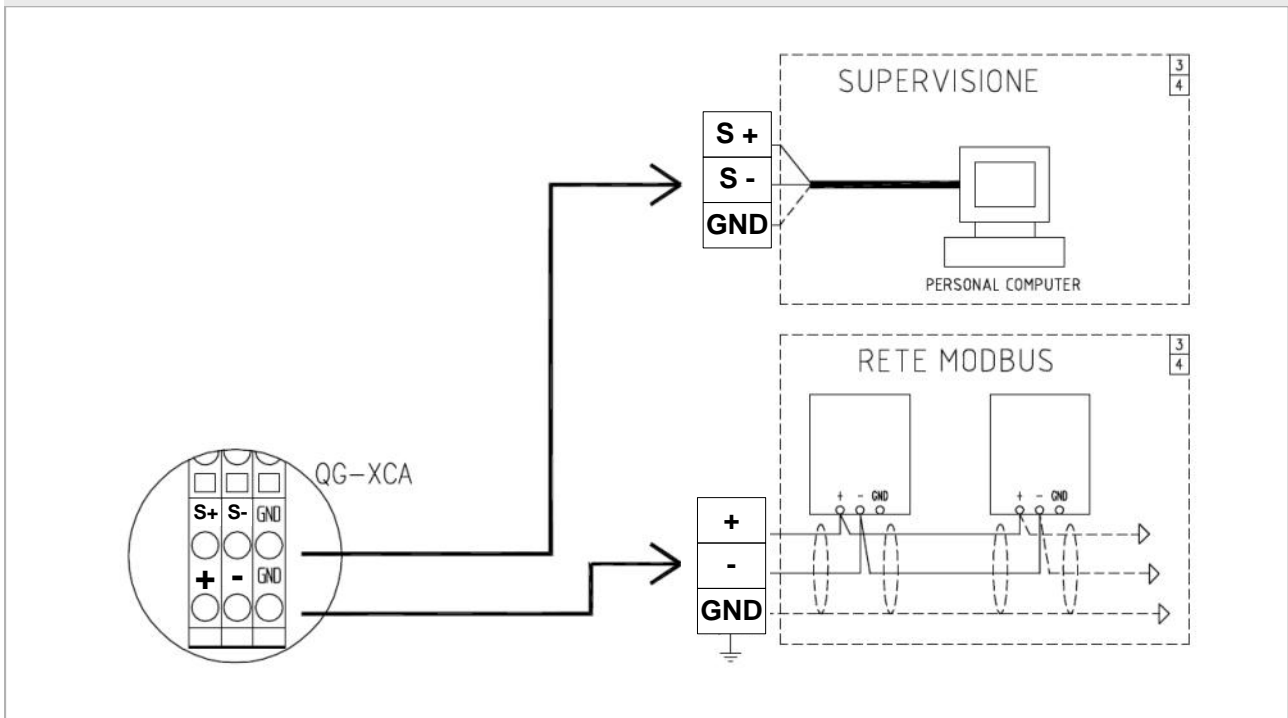 SUPERVISIONE
3
4
S +
S -
GND
PERSONAL COMPUTER
RETE MODBUS
3
4
QG-XCA
S+ S- GND
+ - GND
+ - GND
+ - GND
+
-
GND